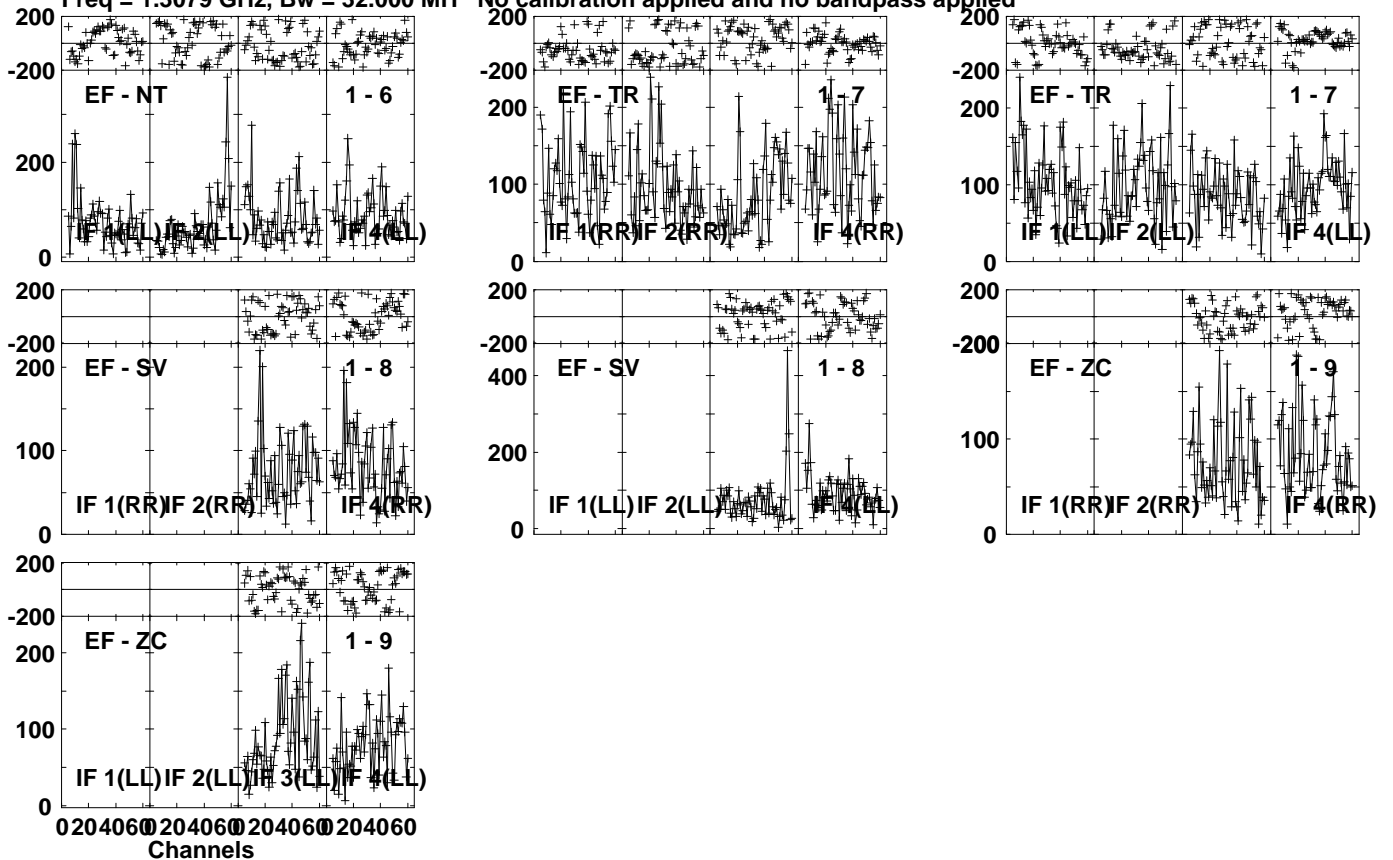 Freq = 1.5079 GHz, Bw = 32.000 MH No calibration applied and no bandpass applied
200
-200
EF - NT
1 - 6
200
0
IF 1(LL)
IF 2(LL)
IF 4(LL)
200
-200
EF - TR
1 - 7
200
100
0
IF 1(RR)
IF 2(RR)
IF 4(RR)
200
-200
EF - TR
1 - 7
200
100
0
IF 1(LL)
IF 2(LL)
IF 4(LL)
200
-200
EF - SV
1 - 8
200
100
0
IF 1(RR)
IF 2(RR)
IF 4(RR)
200
-200
EF - SV
1 - 8
400
200
0
IF 1(LL)
IF 2(LL)
IF 4(LL)
200
-200
EF - ZC
1 - 9
200
100
0
IF 1(RR)
IF 2(RR)
IF 4(RR)
200
-200
EF - ZC
1 - 9
200
100
0
IF 1(LL)
IF 2(LL)
IF 3(LL)
IF 4(LL)
0 20 40 60 0 20 40 60 0 20 40 60 0 20 40 60
Channels